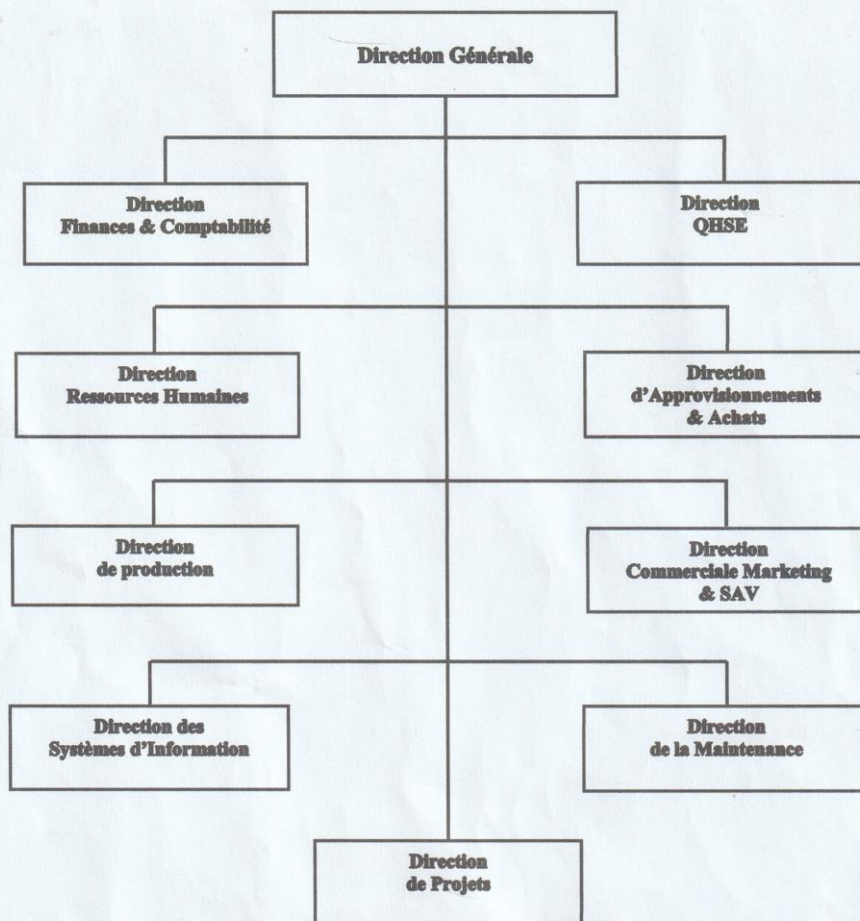 Direction Générale
Direction
Finances & Comptabilité
Direction
QHSE
Direction
Ressources Humaines
Direction
d'Approvisionnements
& Achats
Direction
de production
Direction
Commerciale Marketing
& SAV
Direction des
Systèmes d'Information
Direction
de la Maintenance
Direction
de Projets